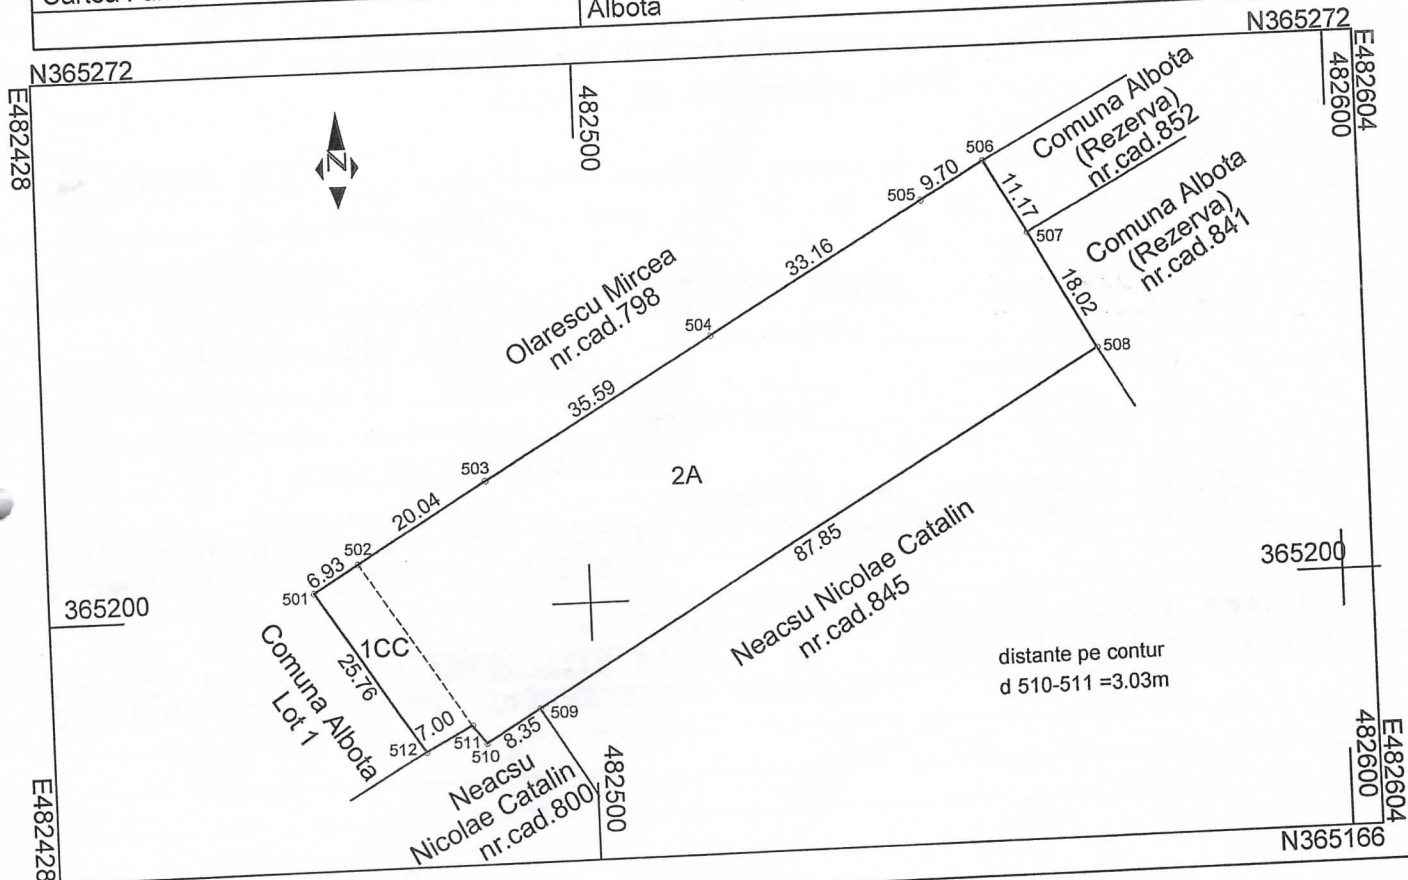 Albota
N365272
N365272
E482428
E482604
482500
482600
Z
Comuna Albota
(Rezerva)
nr.cad.852
Comuna Albota
(Rezerva)
nr.cad.841
506
9.70
505
11.17
507
18.02
508
33.16
504
Olarescu Mircea
nr.cad.798
35.59
503
20.04
502
6.93
501
2A
87.85
Neacsu Nicolae Catalin
nr.cad.845
365200
365200
1CC
25.76
Comuna Albota
Lot 1
7.00
512
511
510
8.35
509
Neacsu
Nicolae Catalin
nr.cad.800
distante pe contur
d 510-511 =3.03m
482500
482600
E482428
E482604
N365166